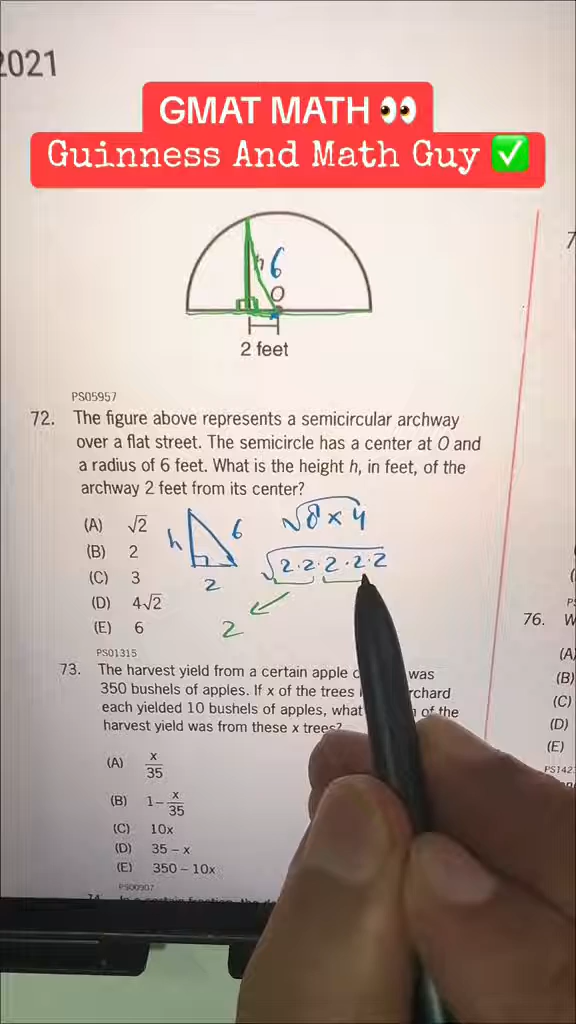 2021
GMAT MATH 👀
Guinness And Math Guy ✅
h 6
O
2 feet
PS05957
72. The figure above represents a semicircular archway
over a flat street. The semicircle has a center at O and
a radius of 6 feet. What is the height h, in feet, of the
archway 2 feet from its center?
(A) √2
(B) 2
(C) 3
(D) 4√2
(E) 6
h 6
2
√8 × 4
√2·2·2·2·2
2
PS01315
73. The harvest yield from a certain apple was
350 bushels of apples. If x of the trees rchard
each yielded 10 bushels of apples, what of the
harvest yield was from these x trees?
(A) x/35
(B) 1 – x/35
(C) 10x
(D) 35 – x
(E) 350 – 10x
PS00907
74.
7
76. W
(A)
(B)
(C)
(D)
(E)
PS142